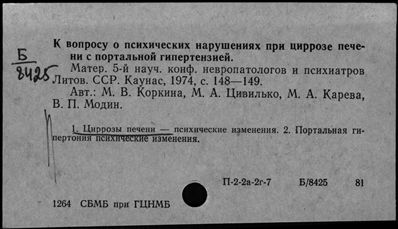 Б
8425
К вопросу о психических нарушениях при циррозе пече-
ни с портальной гипертензией.
Матер. 5-й науч. конф. невропатологов и психиатров
Литов. ССР. Каунас, 1974, с. 148—149.
Авт.: М. В. Коркина, М. А. Цивилько, М. А. Карева,
В. П. Модин.
1. Циррозы печени — психические изменения. 2. Портальная ги-
пертония психические изменения.
П-2-2а-2г-7 Б/8425 81
1264 СБМБ при ГЦНМБ